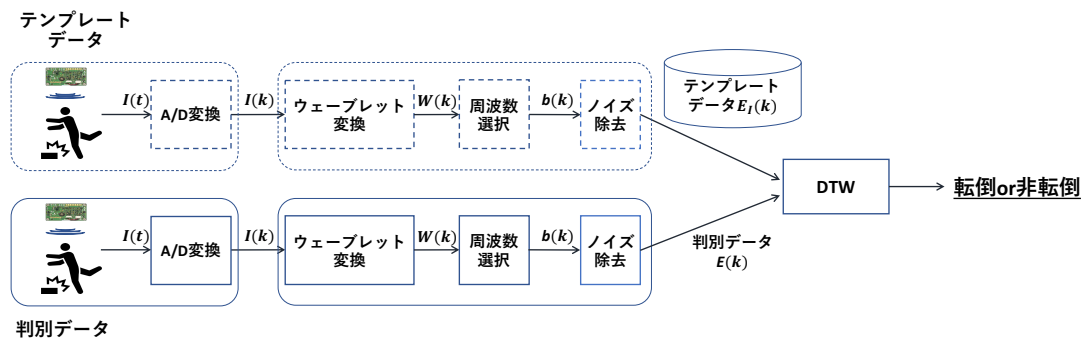 テンプレート
データ
I(t)
A/D変換
I(k)
ウェーブレット
変換
W(k)
周波数
選択
b(k)
ノイズ
除去
テンプレート
データE_I(k)
DTW
転倒or非転倒
I(t)
A/D変換
I(k)
ウェーブレット
変換
W(k)
周波数
選択
b(k)
ノイズ
除去
判別データ
E(k)
判別データ